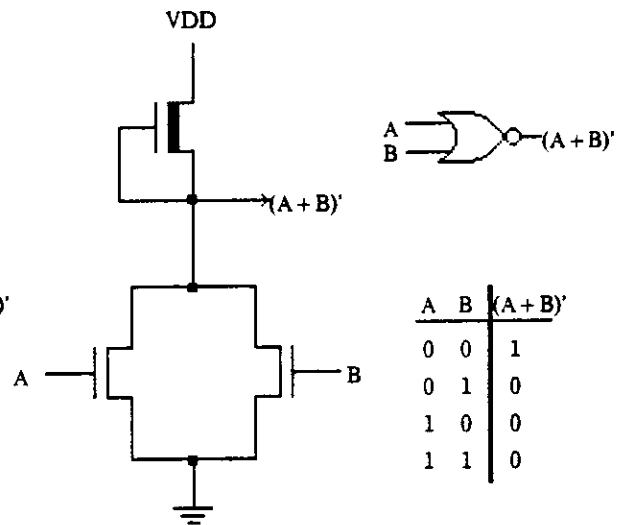 VDD
(A + B)'
A
B
(A + B)'
)'
A
B
A B (A + B)'
0 0 1
0 1 0
1 0 0
1 1 0